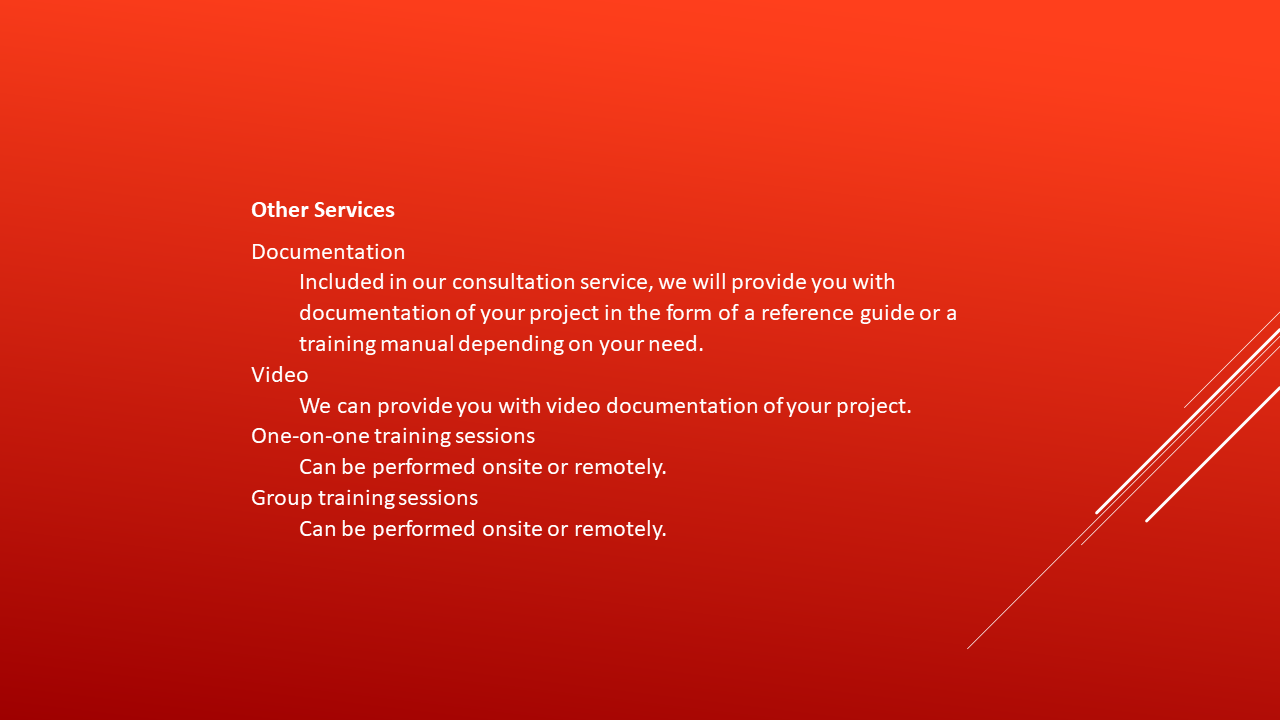 Other Services
Documentation
Included in our consultation service, we will provide you with
documentation of your project in the form of a reference guide or a
training manual depending on your need.
Video
We can provide you with video documentation of your project.
One-on-one training sessions
Can be performed onsite or remotely.
Group training sessions
Can be performed onsite or remotely.